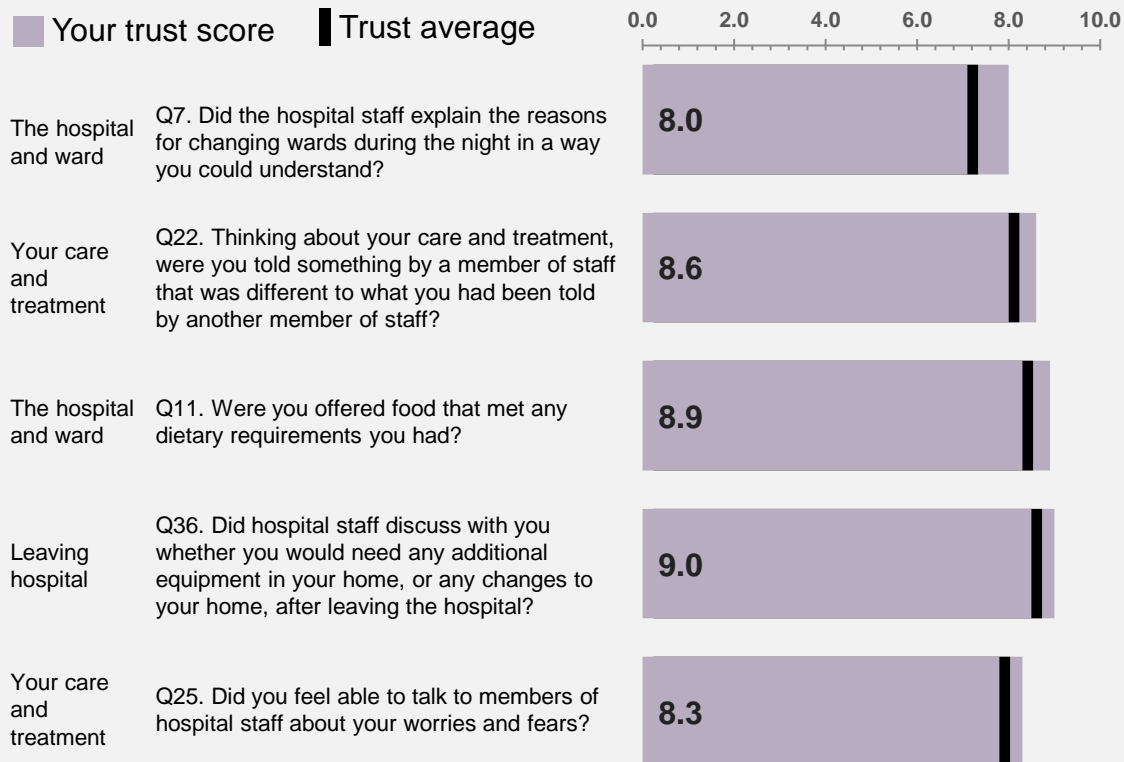 Your trust score
Trust average
0.0 2.0 4.0 6.0 8.0 10.0
The hospital
and ward
Q7. Did the hospital staff explain the reasons
for changing wards during the night in a way
you could understand?
8.0
Your care
and
treatment
Q22. Thinking about your care and treatment,
were you told something by a member of staff
that was different to what you had been told
by another member of staff?
8.6
The hospital
and ward
Q11. Were you offered food that met any
dietary requirements you had?
8.9
Leaving
hospital
Q36. Did hospital staff discuss with you
whether you would need any additional
equipment in your home, or any changes to
your home, after leaving the hospital?
9.0
Your care
and
treatment
Q25. Did you feel able to talk to members of
hospital staff about your worries and fears?
8.3